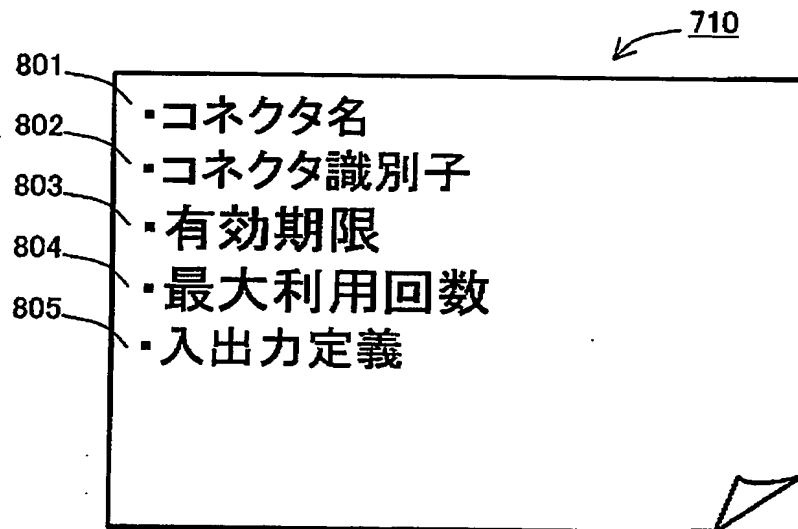 710
801 ・コネクタ名
802 ・コネクタ識別子
803 ・有効期限
804 ・最大利用回数
805 ・入出力定義